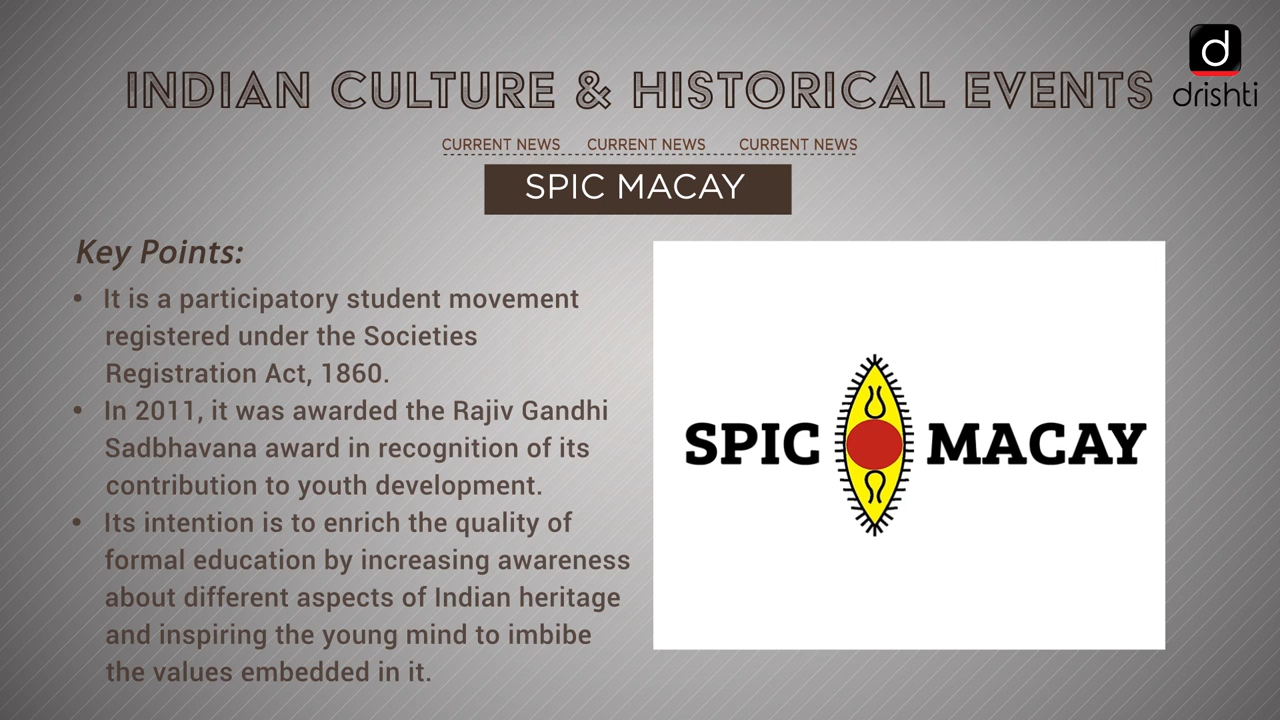 INDIAN CULTURE & HISTORICAL EVENTS
d
drishti
CURRENT NEWS CURRENT NEWS CURRENT NEWS
SPIC MACAY
Key Points:
• It is a participatory student movement
registered under the Societies
Registration Act, 1860.
• In 2011, it was awarded the Rajiv Gandhi
Sadbhavana award in recognition of its
contribution to youth development.
• Its intention is to enrich the quality of
formal education by increasing awareness
about different aspects of Indian heritage
and inspiring the young mind to imbibe
the values embedded in it.
SPIC MACAY